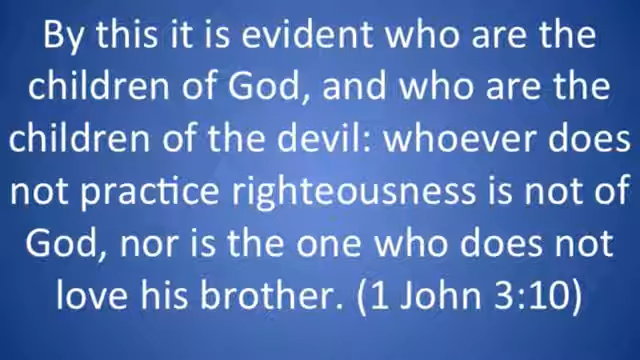 By this it is evident who are the
children of God, and who are the
children of the devil: whoever does
not practice righteousness is not of
God, nor is the one who does not
love his brother. (1 John 3:10)